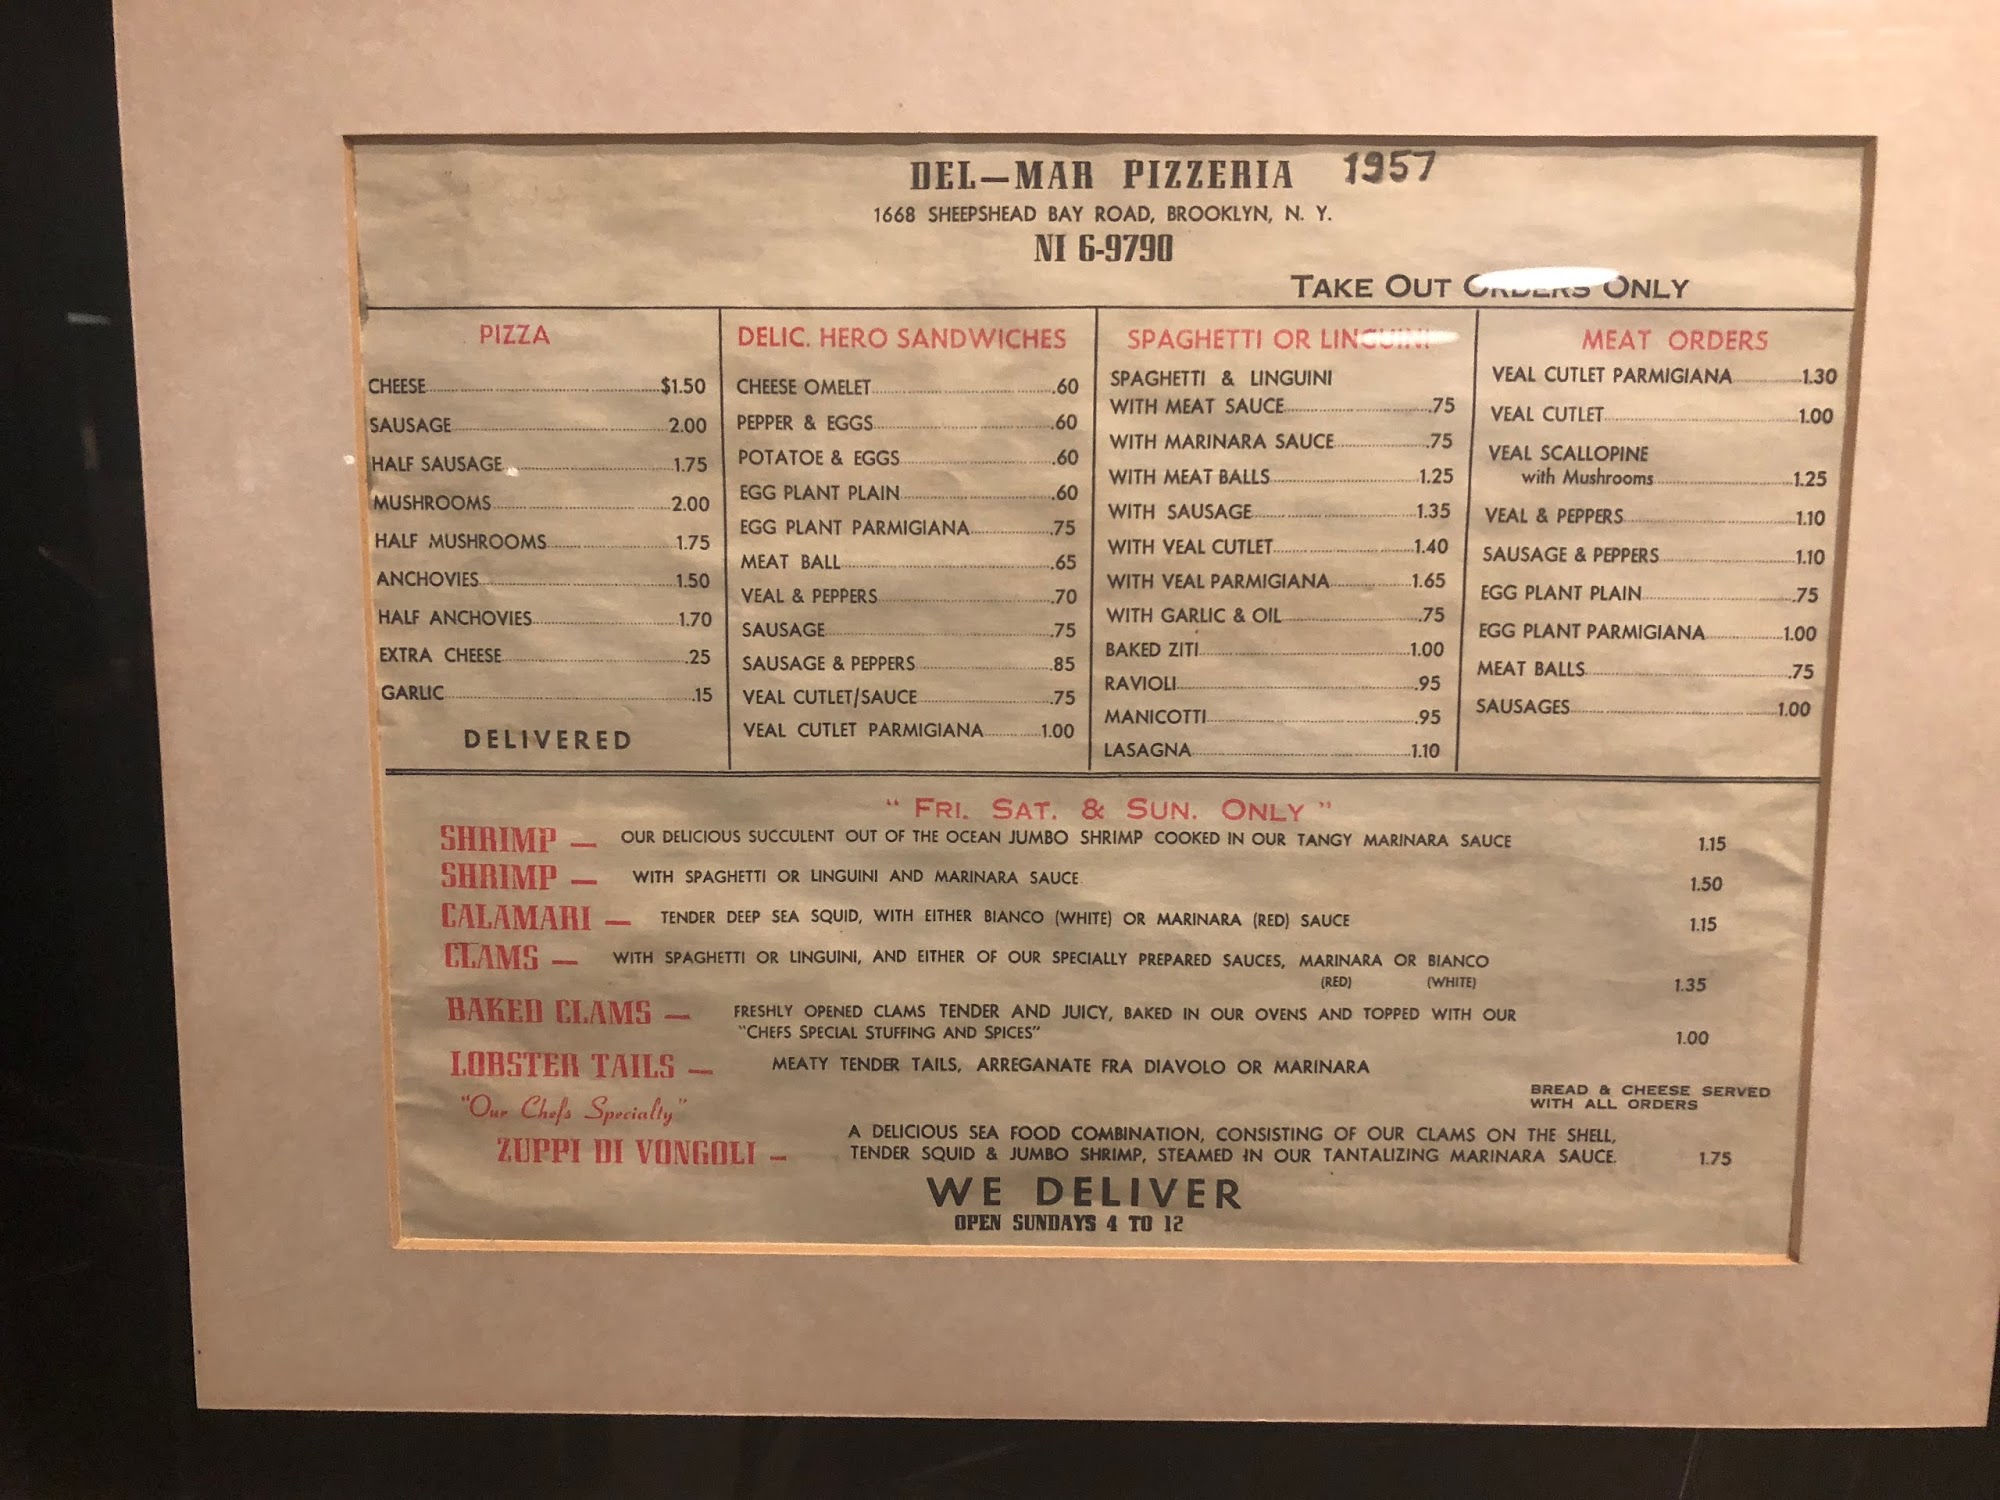 DEL-MAR PIZZERIA 1957
1668 SHEEPSHEAD BAY ROAD, BROOKLYN, N. Y.
NI 6-9790
TAKE OUT ORDERS ONLY
PIZZA
CHEESE $1.50
SAUSAGE 2.00
HALF SAUSAGE 1.75
MUSHROOMS 2.00
HALF MUSHROOMS 1.75
ANCHOVIES 1.50
HALF ANCHOVIES 1.70
EXTRA CHEESE .25
GARLIC .15
DELIVERED
DELIC. HERO SANDWICHES
CHEESE OMELET .60
PEPPER & EGGS .60
POTATOE & EGGS .60
EGG PLANT PLAIN .60
EGG PLANT PARMIGIANA .75
MEAT BALL .65
VEAL & PEPPERS .70
SAUSAGE .75
SAUSAGE & PEPPERS .85
VEAL CUTLET/SAUCE .75
VEAL CUTLET PARMIGIANA 1.00
SPAGHETTI OR LINGUINI
SPAGHETTI & LINGUINI
WITH MEAT SAUCE .75
WITH MARINARA SAUCE .75
WITH MEAT BALLS 1.25
WITH SAUSAGE 1.35
WITH VEAL CUTLET 1.40
WITH VEAL PARMIGIANA 1.65
WITH GARLIC & OIL .75
BAKED ZITI 1.00
RAVIOLI .95
MANICOTTI .95
LASAGNA 1.10
MEAT ORDERS
VEAL CUTLET PARMIGIANA 1.30
VEAL CUTLET 1.00
VEAL SCALLOPINE
with Mushrooms 1.25
VEAL & PEPPERS 1.10
SAUSAGE & PEPPERS 1.10
EGG PLANT PLAIN .75
EGG PLANT PARMIGIANA 1.00
MEAT BALLS .75
SAUSAGES 1.00
" FRI. SAT. & SUN. ONLY "
SHRIMP — OUR DELICIOUS SUCCULENT OUT OF THE OCEAN JUMBO SHRIMP COOKED IN OUR TANGY MARINARA SAUCE 1.15
SHRIMP — WITH SPAGHETTI OR LINGUINI AND MARINARA SAUCE 1.50
CALAMARI — TENDER DEEP SEA SQUID, WITH EITHER BIANCO (WHITE) OR MARINARA (RED) SAUCE 1.15
CLAMS — WITH SPAGHETTI OR LINGUINI, AND EITHER OF OUR SPECIALLY PREPARED SAUCES, MARINARA OR BIANCO
(RED) (WHITE) 1.35
BAKED CLAMS — FRESHLY OPENED CLAMS TENDER AND JUICY, BAKED IN OUR OVENS AND TOPPED WITH OUR
"CHEFS SPECIAL STUFFING AND SPICES" 1.00
LOBSTER TAILS — MEATY TENDER TAILS, ARREGANATE FRA DIAVOLO OR MARINARA
BREAD & CHEESE SERVED
WITH ALL ORDERS
"Our Chefs Specialty"
ZUPPI DI VONGOLI — A DELICIOUS SEA FOOD COMBINATION, CONSISTING OF OUR CLAMS ON THE SHELL,
TENDER SQUID & JUMBO SHRIMP, STEAMED IN OUR TANTALIZING MARINARA SAUCE. 1.75
WE DELIVER
OPEN SUNDAYS 4 TO 12